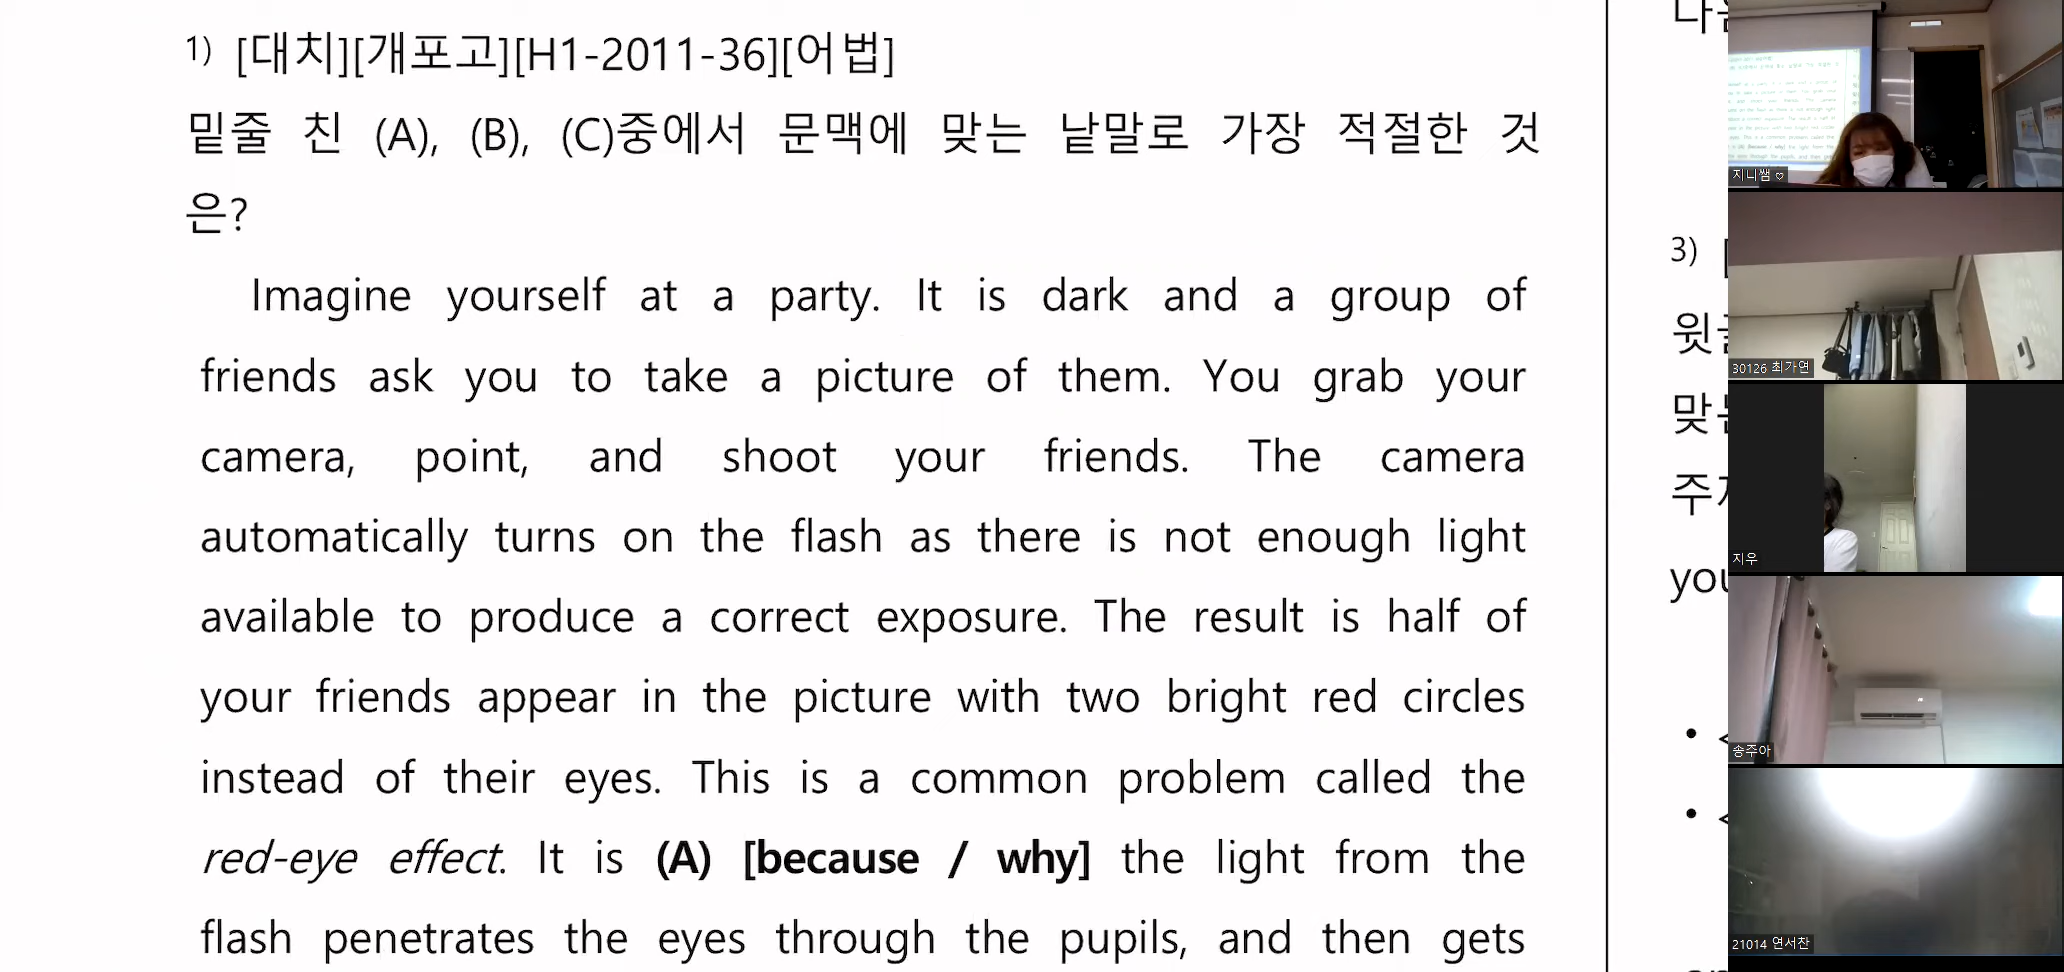 1) [대치][개포고][H1-2011-36][어법]
밑줄 친 (A), (B), (C)중에서 문맥에 맞는 낱말로 가장 적절한 것
은?
Imagine yourself at a party. It is dark and a group of
friends ask you to take a picture of them. You grab your
camera, point, and shoot your friends. The camera
automatically turns on the flash as there is not enough light
available to produce a correct exposure. The result is half of
your friends appear in the picture with two bright red circles
instead of their eyes. This is a common problem called the
red-eye effect. It is (A) [because / why] the light from the
flash penetrates the eyes through the pupils, and then gets
3) [
맞
you
지니쌤 ♡
30126 최가연
지우
송주아
21014 연서찬